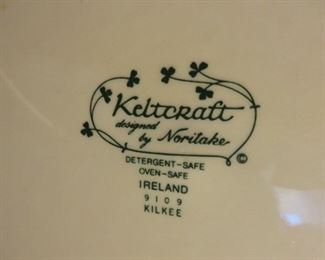 Keltcraft
designed
by Noritake
©
DETERGENT-SAFE
OVEN-SAFE
IRELAND
9109
KILKEE